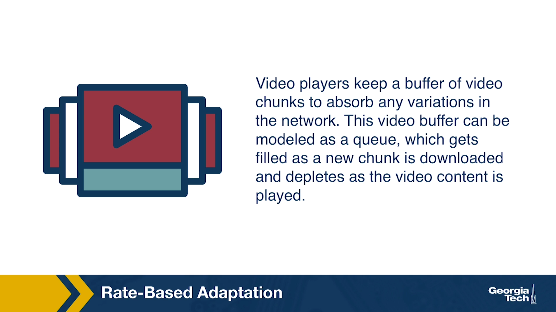 Video players keep a buffer of video
chunks to absorb any variations in
the network. This video buffer can be
modeled as a queue, which gets
filled as a new chunk is downloaded
and depletes as the video content is
played.
Rate-Based Adaptation
Georgia
Tech